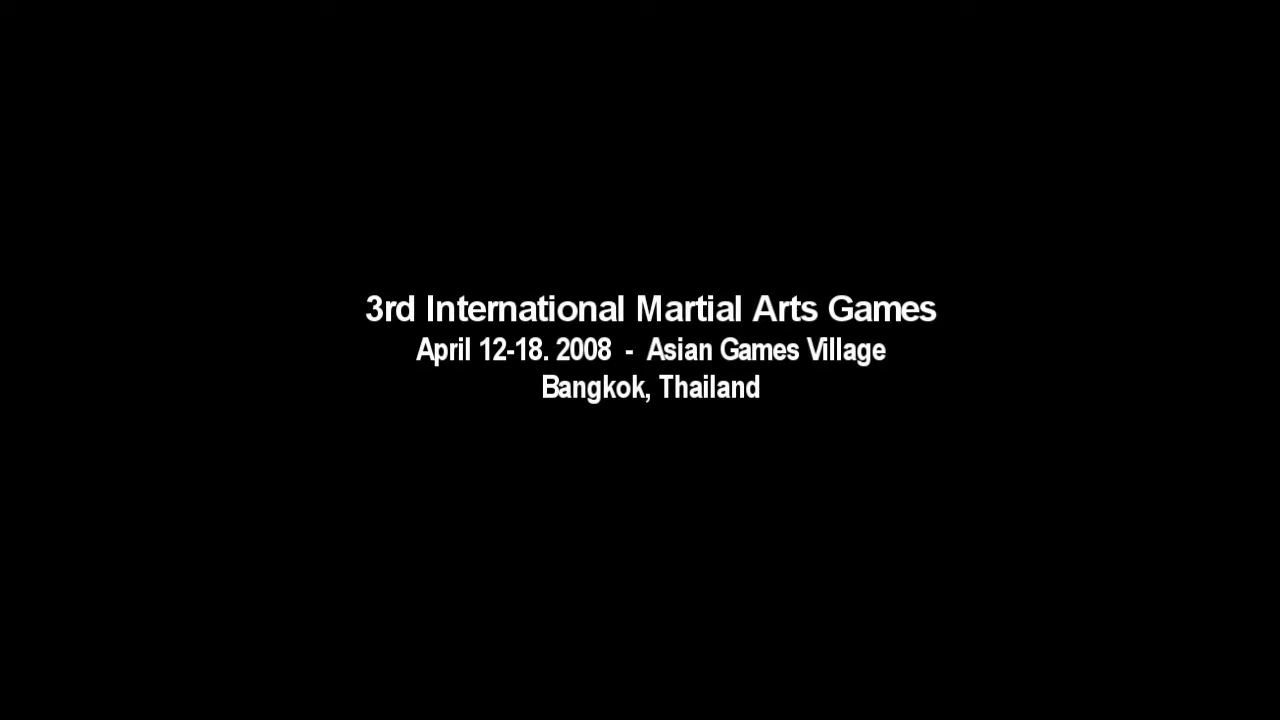 3rd International Martial Arts Games
April 12-18. 2008 - Asian Games Village
Bangkok, Thailand